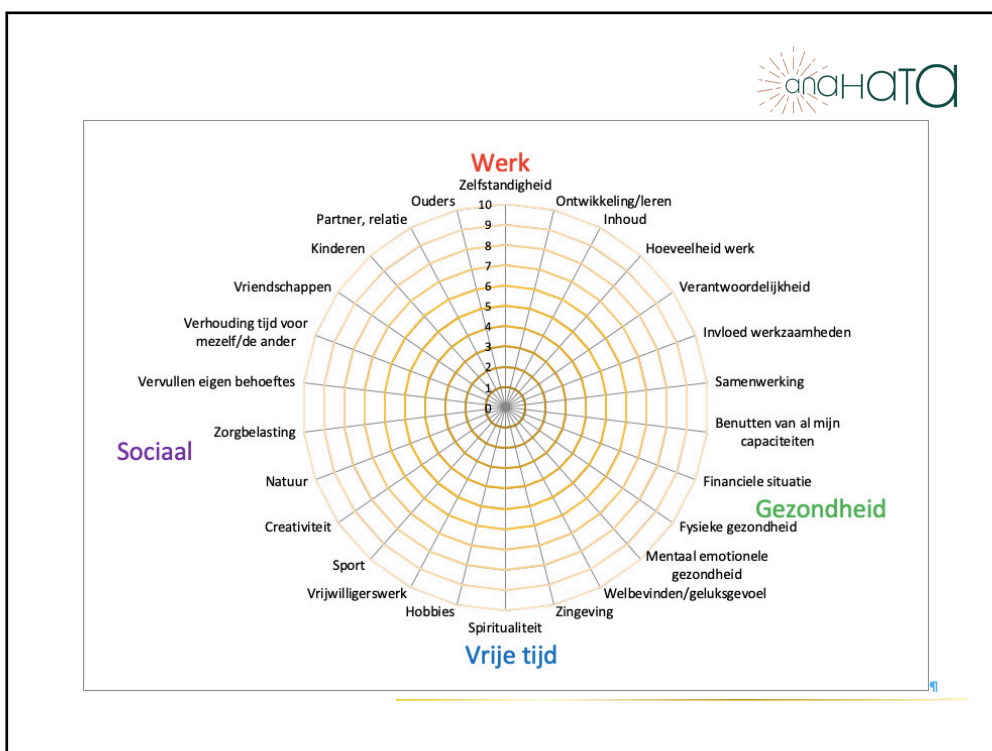 anaHATa
Werk
Zelfstandigheid
Ontwikkeling/leren
Inhoud
Hoeveelheid werk
Verantwoordelijkheid
Invloed werkzaamheden
Samenwerking
Benutten van al mijn
capaciteiten
Financiele situatie
Gezondheid
Fysieke gezondheid
Mentaal emotionele
gezondheid
Welbevinden/geluksgevoel
Zingeving
Spiritualiteit
Vrije tijd
Hobbies
Vrijwilligerswerk
Sport
Creativiteit
Natuur
Sociaal
Zorgbelasting
Vervullen eigen behoeftes
Verhouding tijd voor
mezelf/de ander
Vriendschappen
Kinderen
Partner, relatie
Ouders
10
9
8
7
6
5
4
3
2
1
0
¶